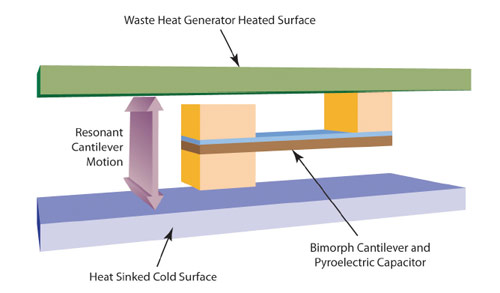 Waste Heat Generator Heated Surface
Resonant
Cantilever
Motion
Bimorph Cantilever and
Pyroelectric Capacitor
Heat Sinked Cold Surface